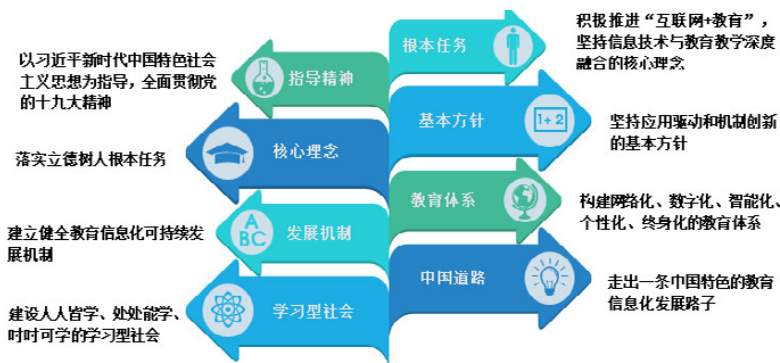 以习近平新时代中国特色社会
主义思想为指导，全面贯彻党
的十九大精神
指导精神
落实立德树人根本任务
核心理念
建立健全教育信息化可持续发
展机制
ABC
发展机制
建设人人皆学、处处能学、
时时可学的学习型社会
学习型社会
根本任务
积极推进“互联网+教育”，
坚持信息技术与教育教学深度
融合的核心理念
基本方针
1+2
坚持应用驱动和机制创新
的基本方针
教育体系
构建网络化、数字化、智能化、
个性化、终身化的教育体系
中国道路
走出一条中国特色的教育
信息化发展路子